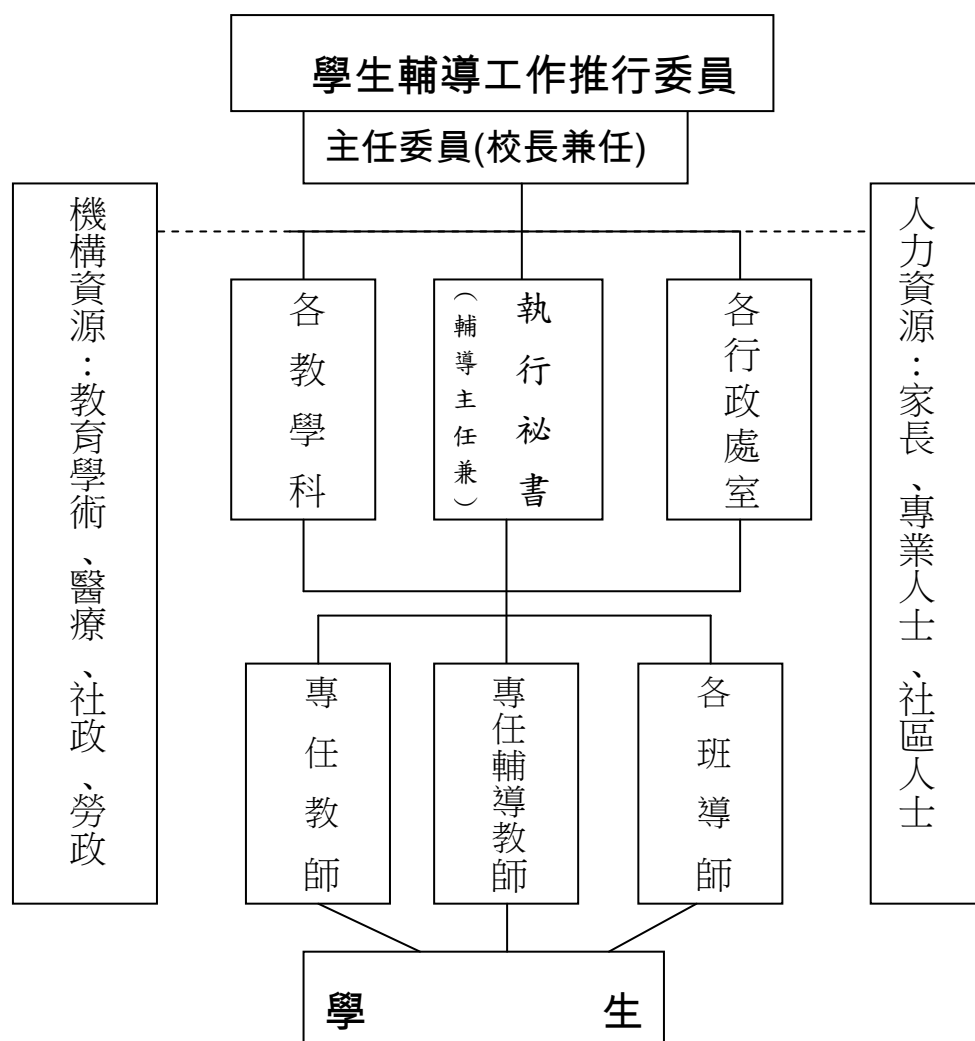 學生輔導工作推行委員
主任委員(校長兼任)
機構資源：教育學術、醫療、社政、勞政
人力資源：家長、專業人士、社區人士
各教學科
執行祕書
（輔導主任兼）
各行政處室
專任教師
專任輔導教師
各班導師
學生